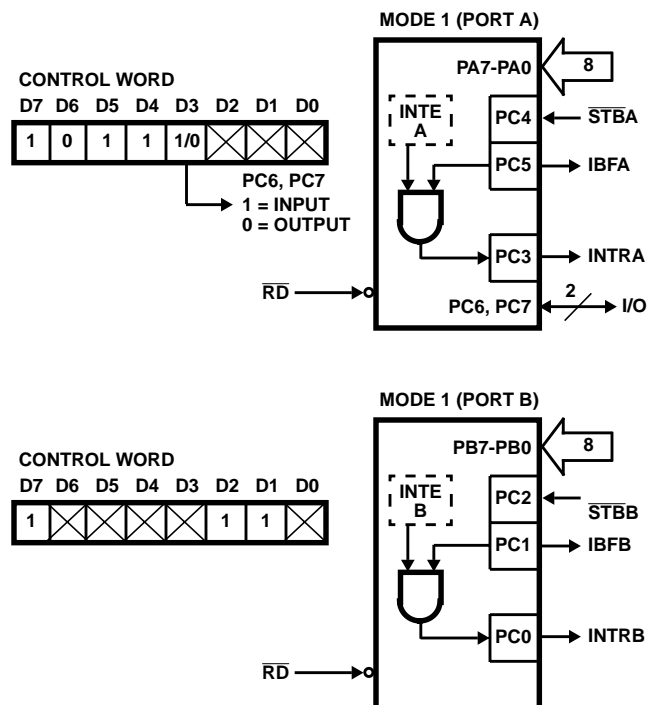 MODE 1 (PORT A)
CONTROL WORD
D7 D6 D5 D4 D3 D2 D1 D0
1 0 1 1 1/0
PC6, PC7
1 = INPUT
0 = OUTPUT
PA7-PA0
8
INTE
A
PC4
STBA
PC5
IBFA
PC3
INTRA
RD
PC6, PC7
2
I/O
MODE 1 (PORT B)
CONTROL WORD
D7 D6 D5 D4 D3 D2 D1 D0
1 1 1
PB7-PB0
8
INTE
B
PC2
STBB
PC1
IBFB
PC0
INTRB
RD